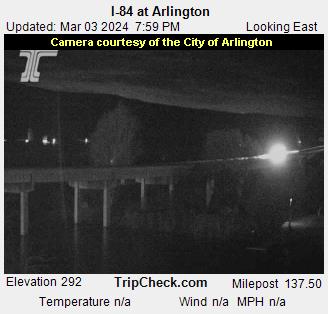 I-84 at Arlington
Updated: Mar 03 2024 7:59 PM Looking East
Camera courtesy of the City of Arlington
Elevation 292 TripCheck.com Milepost 137.50
Temperature n/a Wind n/a MPH n/a